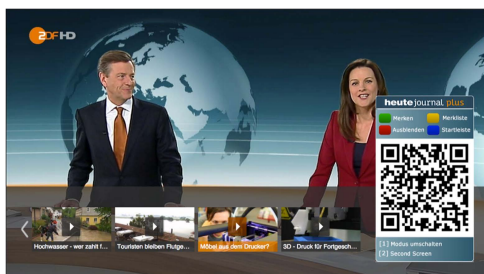 ZDF HD
heute journal plus
Merken
Merkliste
Ausblenden
Startleiste
[1] Modus umschalten
[2] Second Screen
Hochwasser - wer zahlt f...
Touristen bleiben Flutge...
Möbel aus dem Drucker?
3D - Druck für Fortgesch...